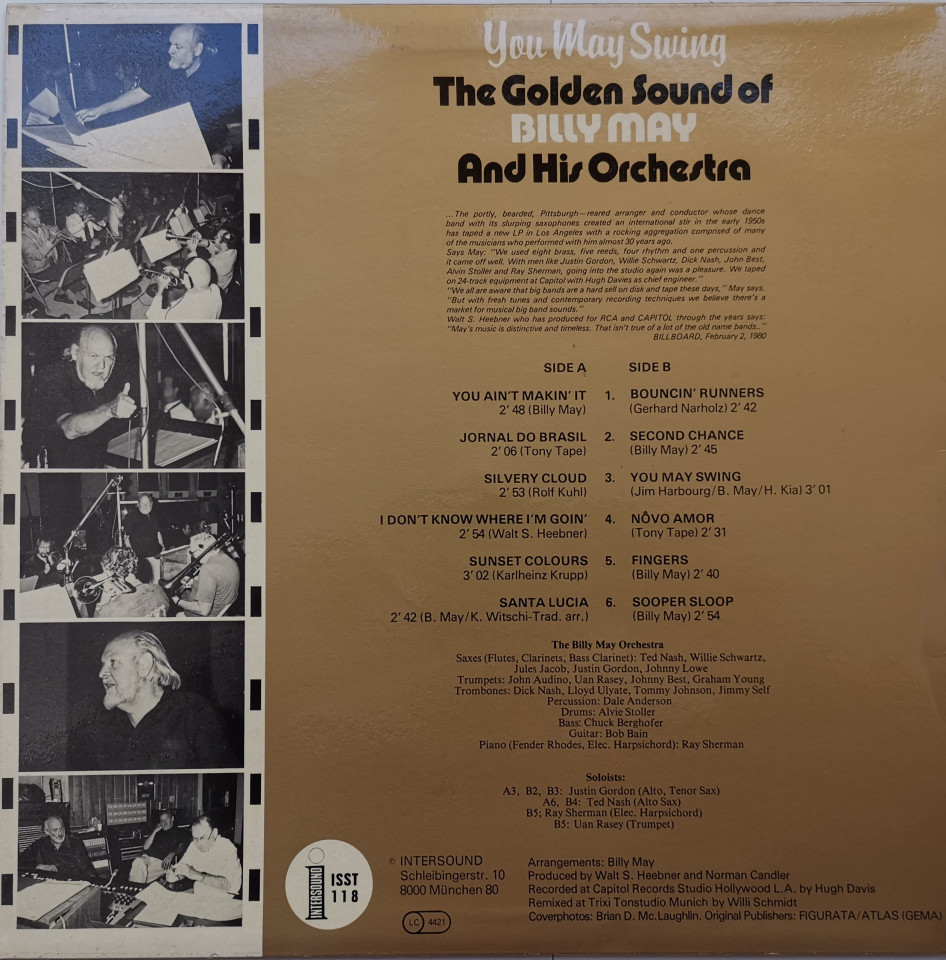 You May Swing
The Golden Sound of
BILLY MAY
And His Orchestra
...The portly, bearded, Pittsburgh—reared arranger and conductor whose dance
band with its slurping saxophones created an international stir in the early 1950s
has taped a new LP in Los Angeles with a rocking aggregation comprised of many
of the musicians who performed with him almost 30 years ago.
Says May: "We used eight brass, five reeds, four rhythm and one percussion and
it came off well. With men like Justin Gordon, Willie Schwartz, Dick Nash, John Best,
Alvin Stoller and Ray Sherman, going into the studio again was a pleasure. We taped
on 24-track equipment at Capitol with Hugh Davies as chief engineer."
"We all are aware that big bands are a hard sell on disk and tape these days," May says.
"But with fresh tunes and contemporary recording techniques we believe there's a
market for musical big band sounds."
Walt S. Heebner who has produced for RCA and CAPITOL through the years says:
"May's music is distinctive and timeless. That isn't true of a lot of the old name bands.."
BILLBOARD, February 2, 1980
SIDE A
YOU AIN'T MAKIN' IT 1.
2' 48 (Billy May)
JORNAL DO BRASIL 2.
2' 06 (Tony Tape)
SILVERY CLOUD 3.
2' 53 (Rolf Kuhl)
I DON'T KNOW WHERE I'M GOIN' 4.
2' 54 (Walt S. Heebner)
SUNSET COLOURS 5.
3' 02 (Karlheinz Krupp)
SANTA LUCIA 6.
2' 42 (B. May/K. Witschi-Trad. arr.)
SIDE B
BOUNCIN' RUNNERS
(Gerhard Narholz) 2' 42
SECOND CHANCE
(Billy May) 2' 45
YOU MAY SWING
(Jim Harbourg/B. May/H. Kia) 3' 01
NÔVO AMOR
(Tony Tape) 2' 31
FINGERS
(Billy May) 2' 40
SOOPER SLOOP
(Billy May) 2' 54
The Billy May Orchestra
Saxes (Flutes, Clarinets, Bass Clarinet): Ted Nash, Willie Schwartz,
Jules Jacob, Justin Gordon, Johnny Lowe
Trumpets: John Audino, Uan Rasey, Johnny Best, Graham Young
Trombones: Dick Nash, Lloyd Ulyate, Tommy Johnson, Jimmy Self
Percussion: Dale Anderson
Drums: Alvie Stoller
Bass: Chuck Berghofer
Guitar: Bob Bain
Piano (Fender Rhodes, Elec. Harpsichord): Ray Sherman
Soloists:
A3, B2, B3: Justin Gordon (Alto, Tenor Sax)
A6, B4: Ted Nash (Alto Sax)
B5; Ray Sherman (Elec. Harpsichord)
B5: Uan Rasey (Trumpet)
INTERSOUND
ISST
118
℗ INTERSOUND
Schleibingerstr. 10
8000 München 80
LC 4421
Arrangements: Billy May
Produced by Walt S. Heebner and Norman Candler
Recorded at Capitol Records Studio Hollywood L.A. by Hugh Davis
Remixed at Trixi Tonstudio Munich by Willi Schmidt
Coverphotos: Brian D. Mc.Laughlin. Original Publishers: FIGURATA/ATLAS (GEMA)